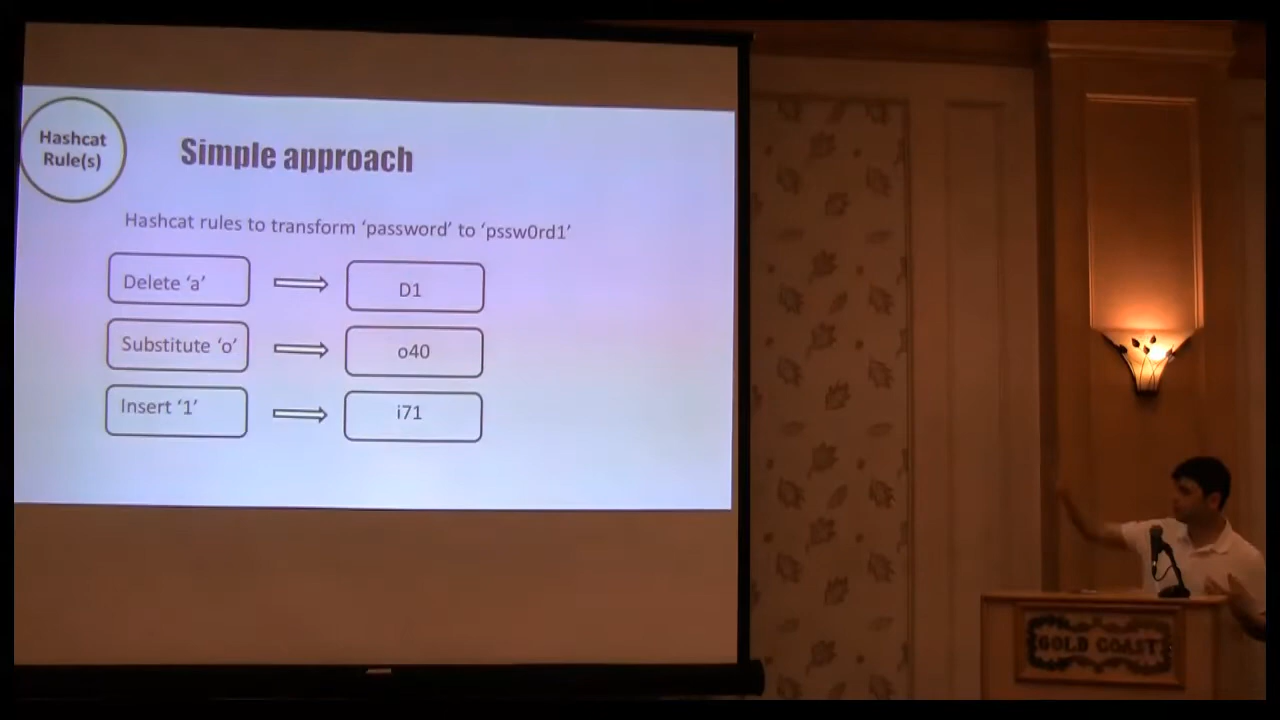 Hashcat
Rule(s)
Simple approach
Hashcat rules to transform ‘password’ to ‘pssw0rd1’
Delete ‘a’
D1
Substitute ‘o’
o40
Insert ‘1’
i71
GOLD COAST